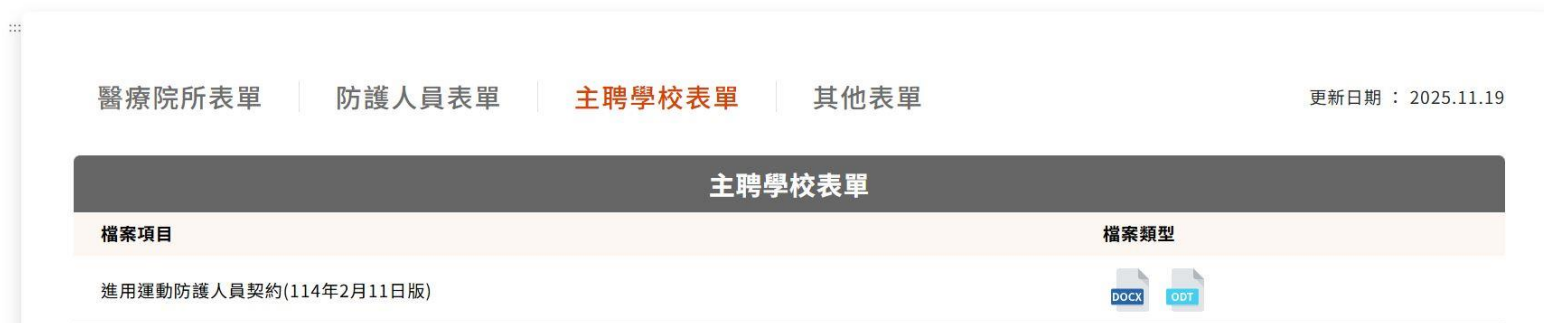 :::
醫療院所表單 防護人員表單 主聘學校表單 其他表單 更新日期 : 2025.11.19
主聘學校表單
檔案項目 檔案類型
進用運動防護人員契約(114年2月11日版) DOCX ODT